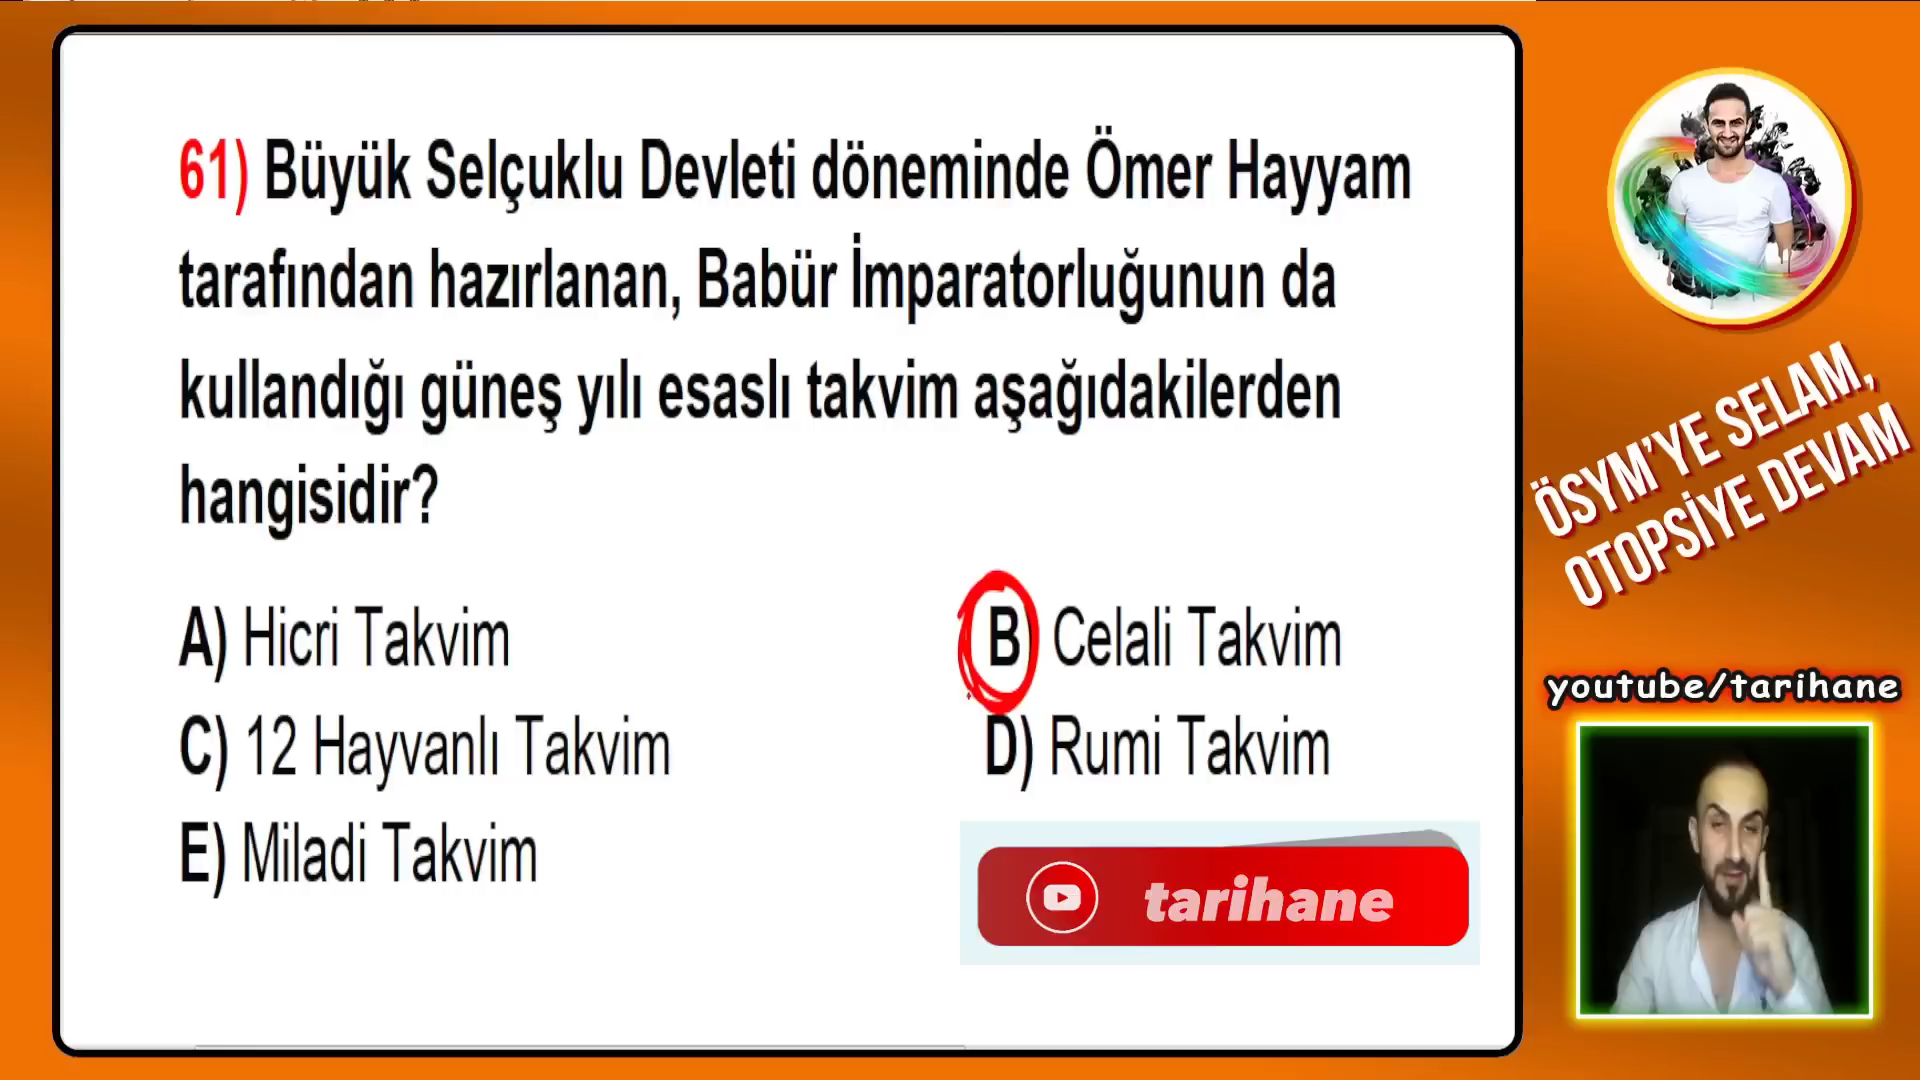 61) Büyük Selçuklu Devleti döneminde Ömer Hayyam
tarafından hazırlanan, Babür İmparatorluğunun da
kullandığı güneş yılı esaslı takvim aşağıdakilerden
hangisidir?
A) Hicri Takvim
B) Celali Takvim
C) 12 Hayvanlı Takvim
D) Rumi Takvim
E) Miladi Takvim
tarihane
ÖSYM'YE SELAM,
OTOPSİYE DEVAM
youtube/tarihane